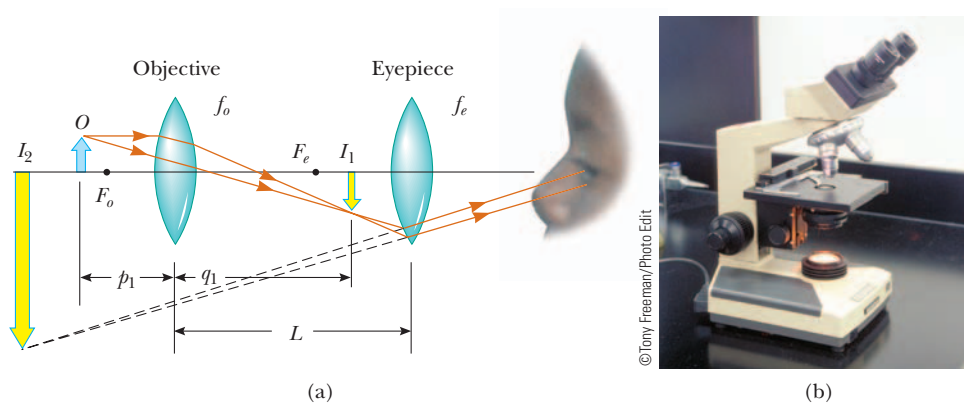 Objective
Eyepiece
f_o
f_e
O
I_2
F_e
I_1
F_o
p_1
q_1
L
(a)
©Tony Freeman/Photo Edit
(b)